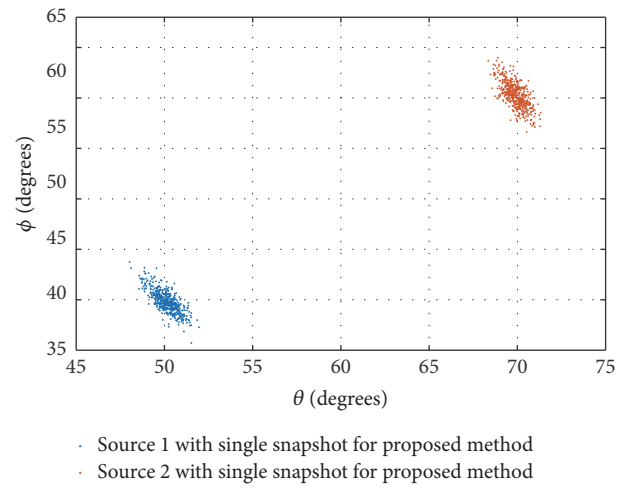 65
60
55
50
45
40
35
ϕ (degrees)
45 50 55 60 65 70 75
θ (degrees)
Source 1 with single snapshot for proposed method
Source 2 with single snapshot for proposed method